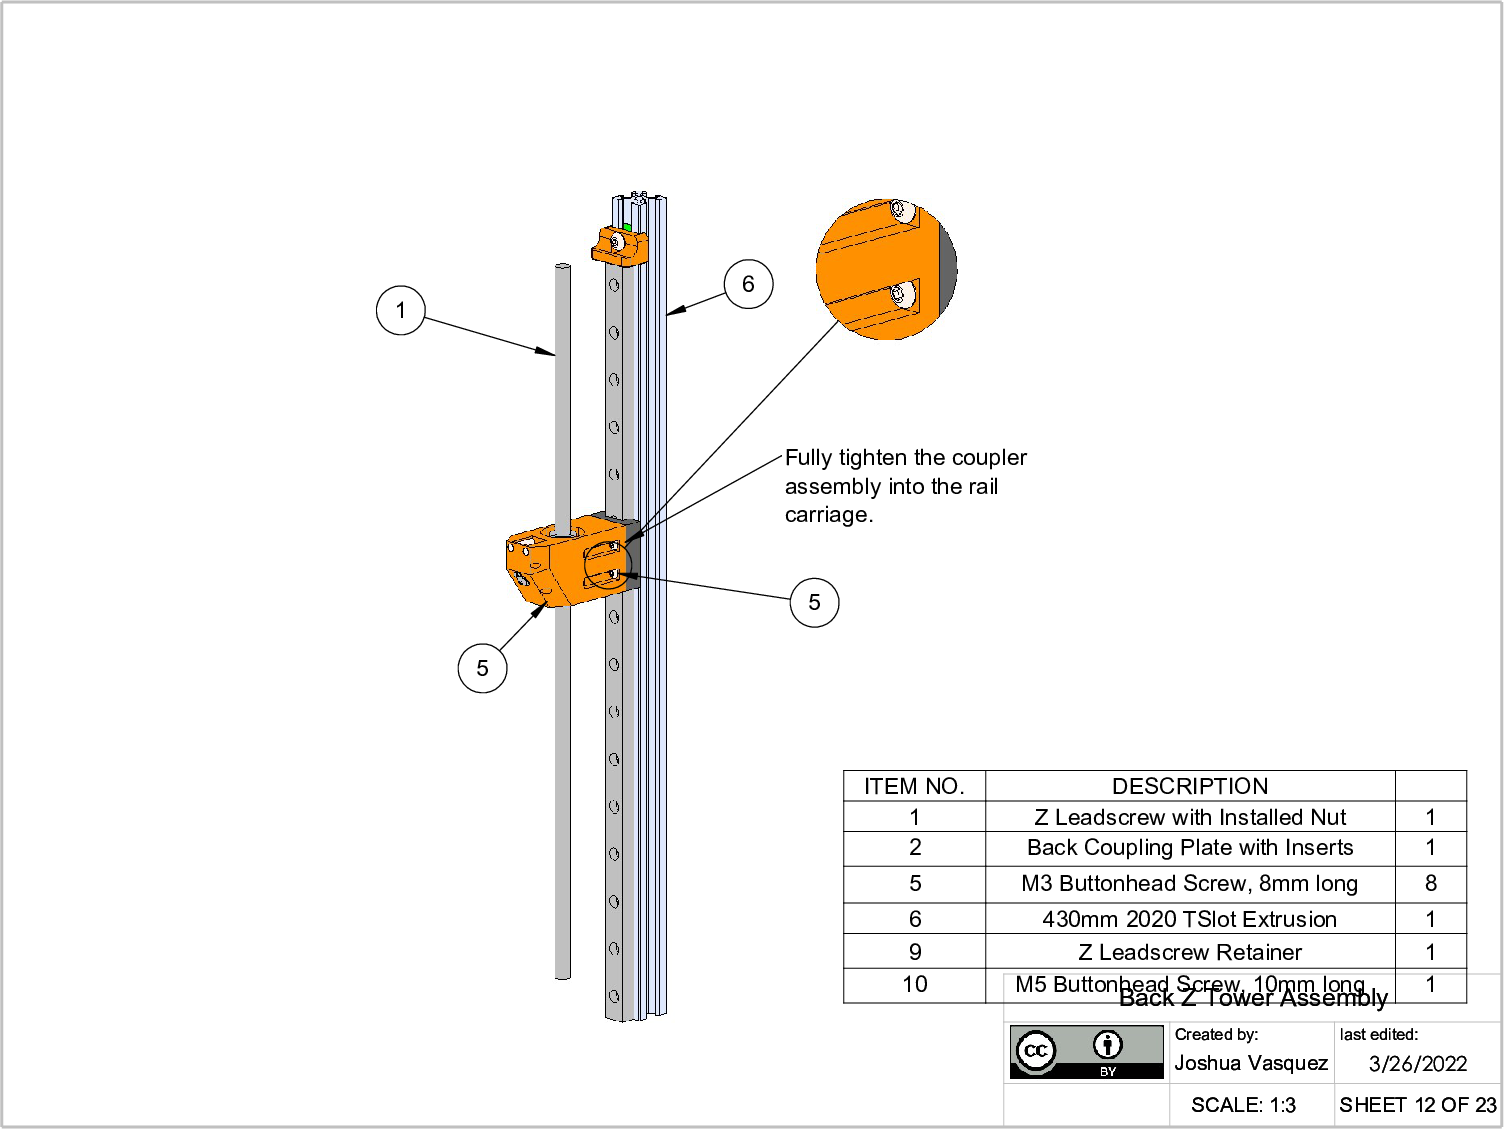 1
6
Fully tighten the coupler
assembly into the rail
carriage.
5
5
ITEM NO. DESCRIPTION
1 Z Leadscrew with Installed Nut 1
2 Back Coupling Plate with Inserts 1
5 M3 Buttonhead Screw, 8mm long 8
6 430mm 2020 TSlot Extrusion 1
9 Z Leadscrew Retainer 1
10 M5 Buttonhead Screw, 10mm long 1
Back Z Tower Assembly
cc BY
Created by:
Joshua Vasquez
last edited:
3/26/2022
SCALE: 1:3
SHEET 12 OF 23